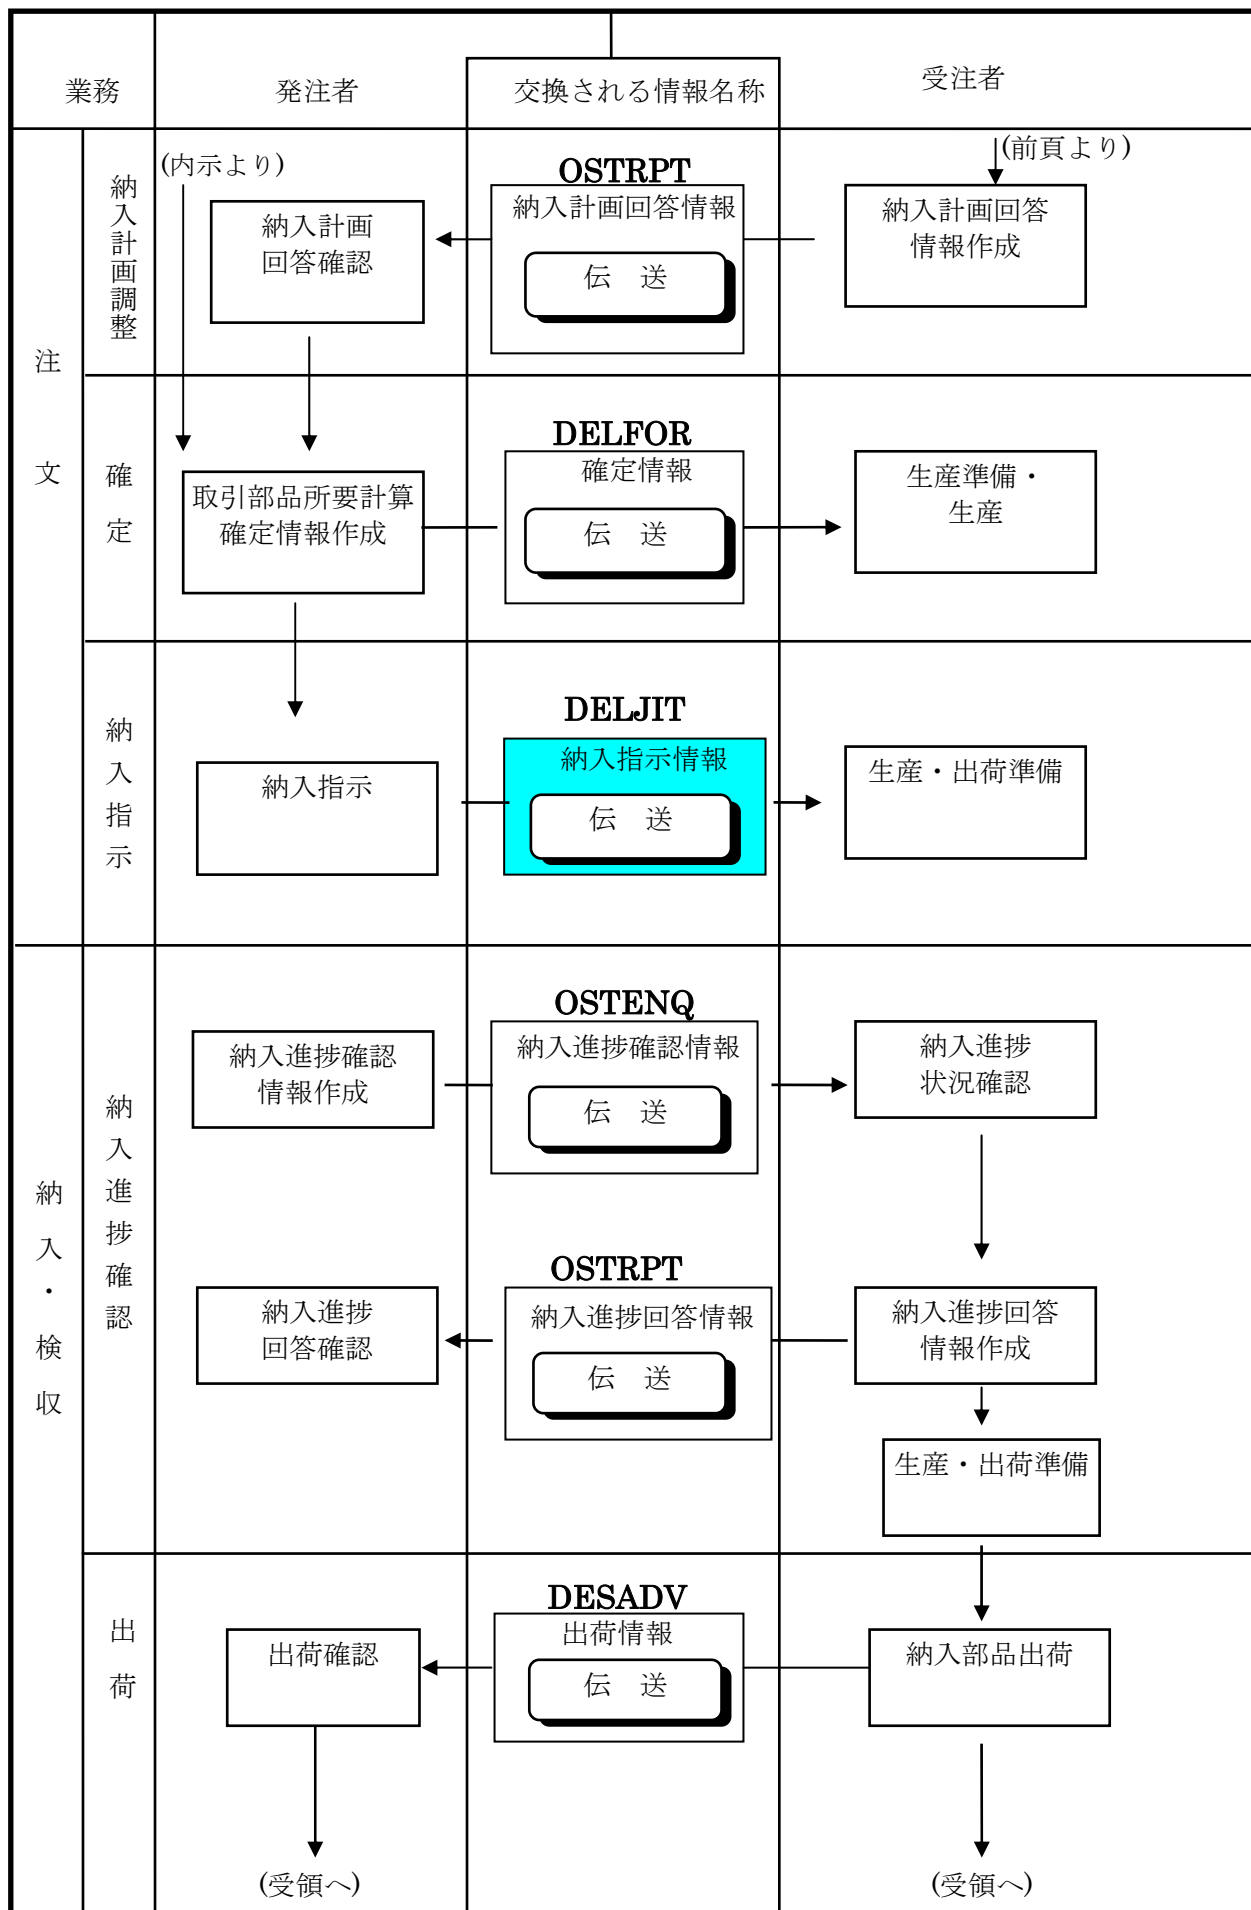 業務
発注者
交換される情報名称
受注者
注文
納入計画調整
(内示より)
納入計画
回答確認
OSTRPT
納入計画回答情報
伝　送
(前頁より)
納入計画回答
情報作成
確定
取引部品所要計算
確定情報作成
DELFOR
確定情報
伝　送
生産準備・
生産
納入指示
納入指示
DELJIT
納入指示情報
伝　送
生産・出荷準備
納入・検収
納入進捗確認
納入進捗確認
情報作成
OSTENQ
納入進捗確認情報
伝　送
納入進捗
状況確認
納入進捗
回答確認
OSTRPT
納入進捗回答情報
伝　送
納入進捗回答
情報作成
生産・出荷準備
出荷
出荷確認
DESADV
出荷情報
伝　送
納入部品出荷
(受領へ)
(受領へ)